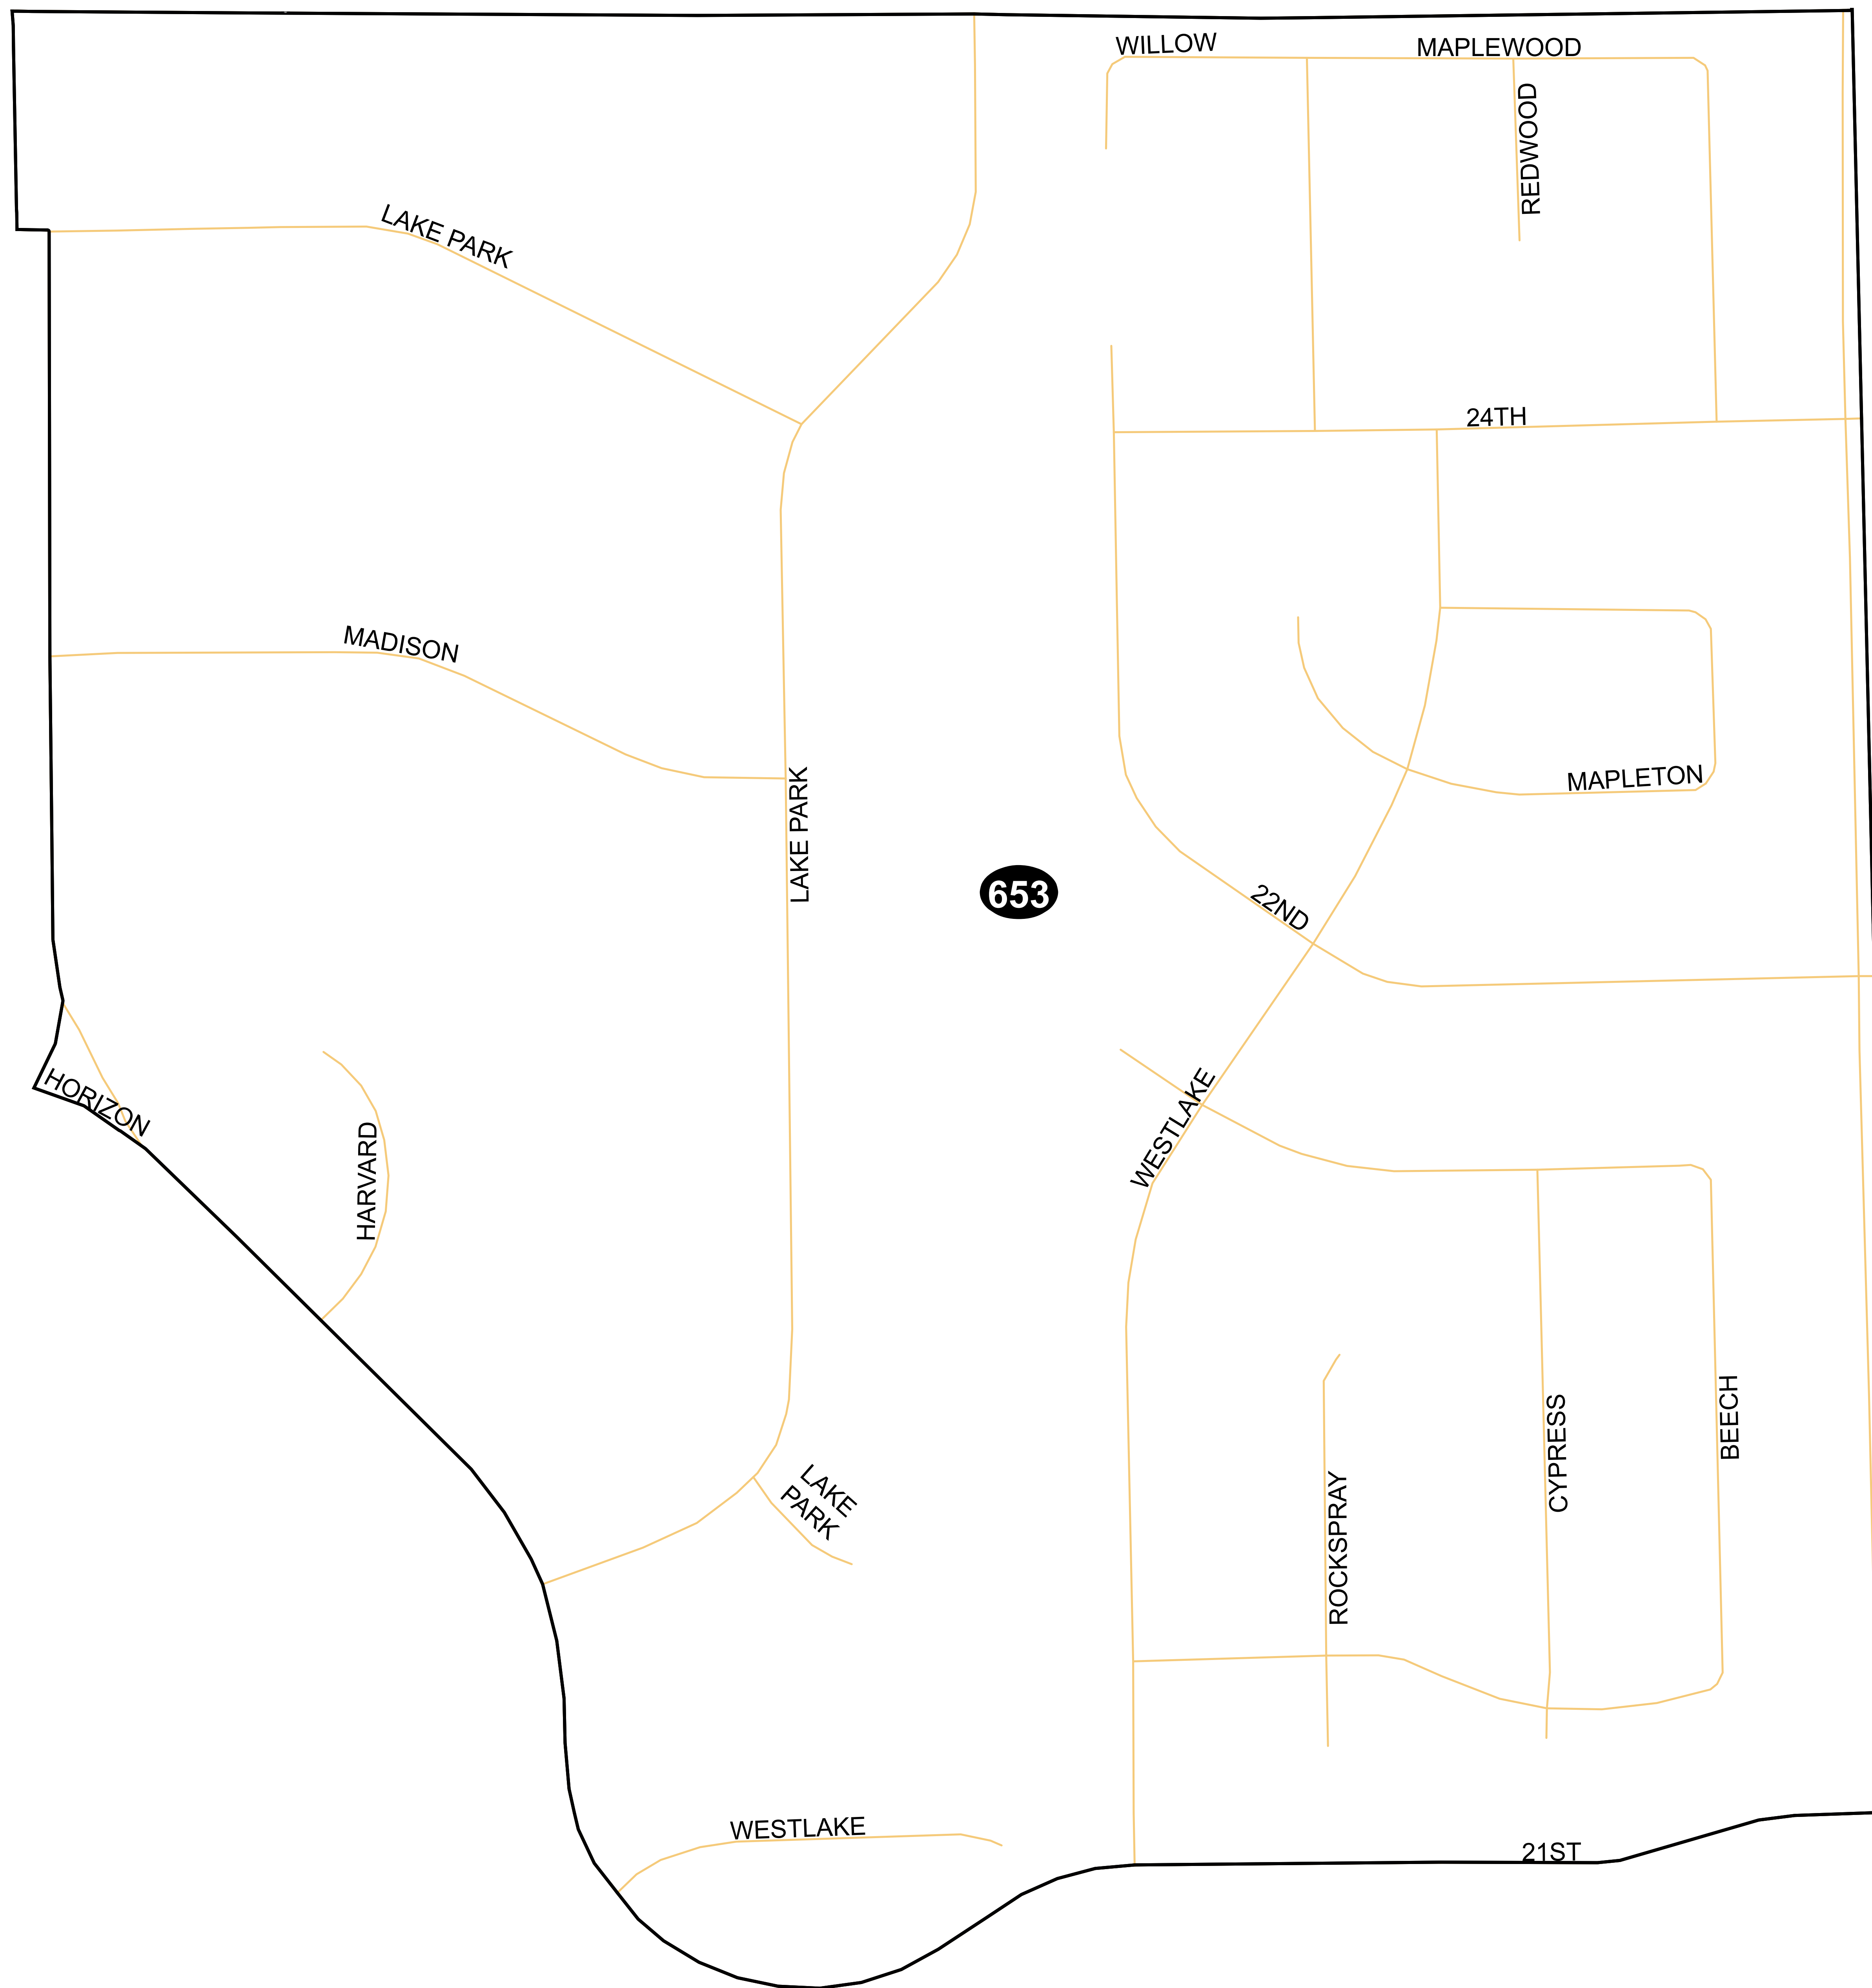 WILLOW
MAPLEWOOD
REDWOOD
LAKE PARK
24TH
MADISON
MAPLETON
LAKE PARK
653
22ND
HORIZON
HARVARD
WESTLAKE
BEECH
CYPRESS
LAKE
PARK
ROCKSPRAY
WESTLAKE
21ST